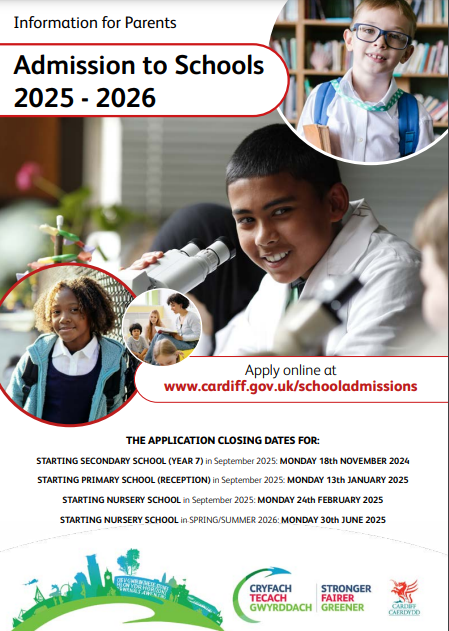 Information for Parents
Admission to Schools
2025 - 2026
Apply online at
www.cardiff.gov.uk/schooladmissions
THE APPLICATION CLOSING DATES FOR:
STARTING SECONDARY SCHOOL (YEAR 7) in September 2025: MONDAY 18th NOVEMBER 2024
STARTING PRIMARY SCHOOL (RECEPTION) in September 2025: MONDAY 13th JANUARY 2025
STARTING NURSERY SCHOOL in September 2025: MONDAY 24th FEBRUARY 2025
STARTING NURSERY SCHOOL in SPRING/SUMMER 2026: MONDAY 30th JUNE 2025
CRYFACH
TECACH
GWYRDDACH
STRONGER
FAIRER
GREENER
CARDIFF
CAERDYDD